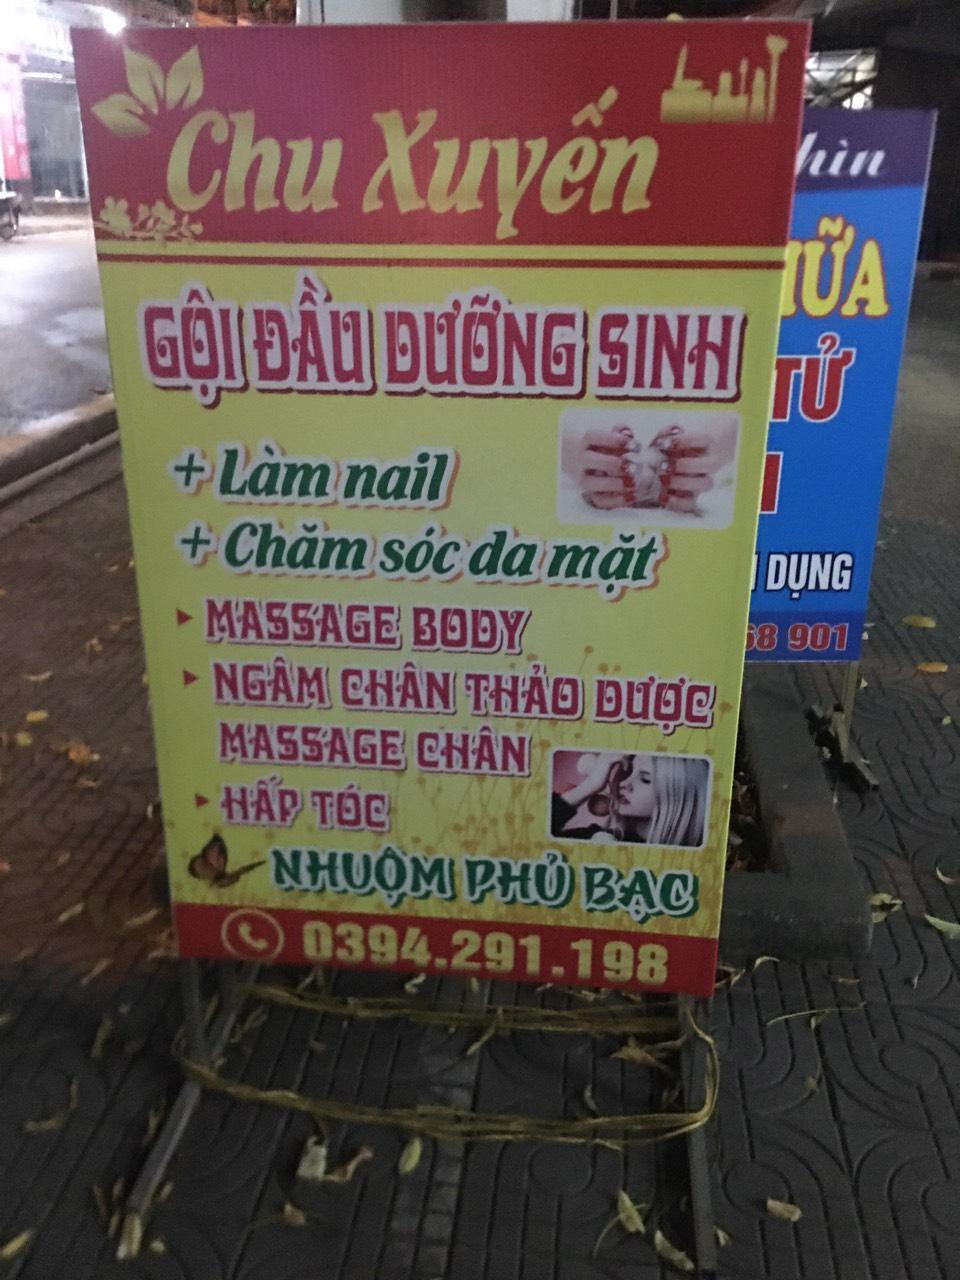 Chu Xuyến
GỘI ĐẦU DƯỠNG SINH
+ Làm nail
+ Chăm sóc da mặt
MASSAGE BODY
NGÂM CHÂN THẢO DƯỢC
MASSAGE CHÂN
HẤP TÓC
NHUỘM PHỦ BẠC
0394.291.198
TỬ
DỤNG
68 901